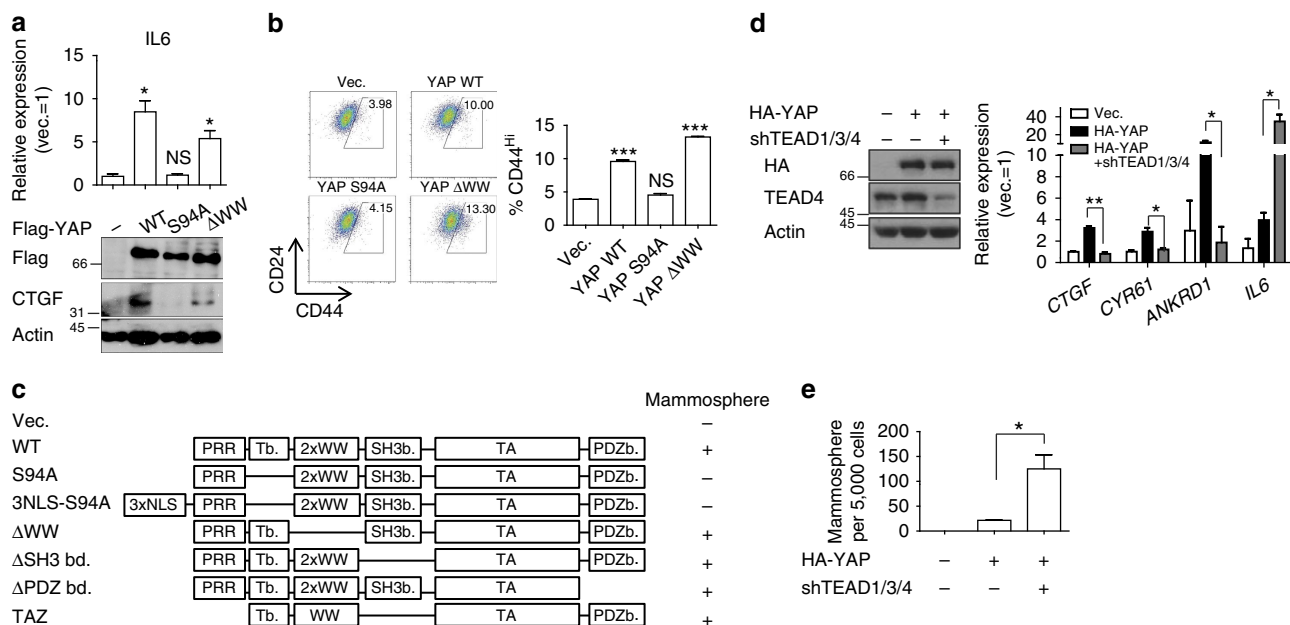 a
IL6
Relative expression
(vec.=1)
15
10
5
0
*
NS
*
Flag-YAP
–
WT
S94A
ΔWW
Flag
66
CTGF
31
Actin
45
b
Vec.
YAP WT
3.98
10.00
YAP S94A
YAP ΔWW
4.15
13.30
CD24
CD44
% CD44Hi
15
10
5
0
***
NS
***
Vec.
YAP WT
YAP S94A
YAP ΔWW
d
HA-YAP – + +
shTEAD1/3/4 – – +
HA
66
TEAD4
45
Actin
45
Relative expression
(vec.=1)
40
20
10
8
6
4
2
0
Vec.
HA-YAP
HA-YAP
+shTEAD1/3/4
**
*
*
*
CTGF
CYR61
ANKRD1
IL6
c
Mammosphere
Vec. –
WT PRR Tb. 2xWW SH3b. TA PDZb. +
S94A PRR 2xWW SH3b. TA PDZb. –
3NLS-S94A 3xNLS PRR 2xWW SH3b. TA PDZb. –
ΔWW PRR Tb. SH3b. TA PDZb. +
ΔSH3 bd. PRR Tb. 2xWW TA PDZb. +
ΔPDZ bd. PRR Tb. 2xWW SH3b. TA +
TAZ Tb. WW TA PDZb. +
e
Mammosphere
per 5,000 cells
200
150
100
50
0
*
HA-YAP – + +
shTEAD1/3/4 – – +